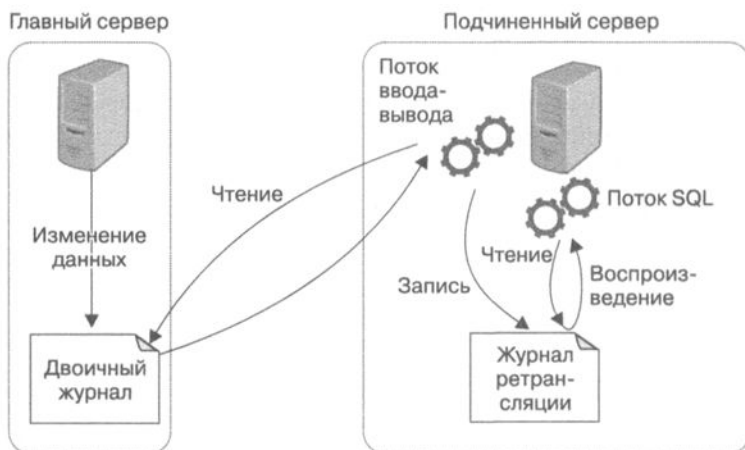 Главный сервер
Подчиненный сервер
Поток
ввода-
вывода
Чтение
Поток SQL
Изменение
данных
Чтение
Запись
Воспроиз-
ведение
Двоичный
журнал
Журнал
ретран-
сляции